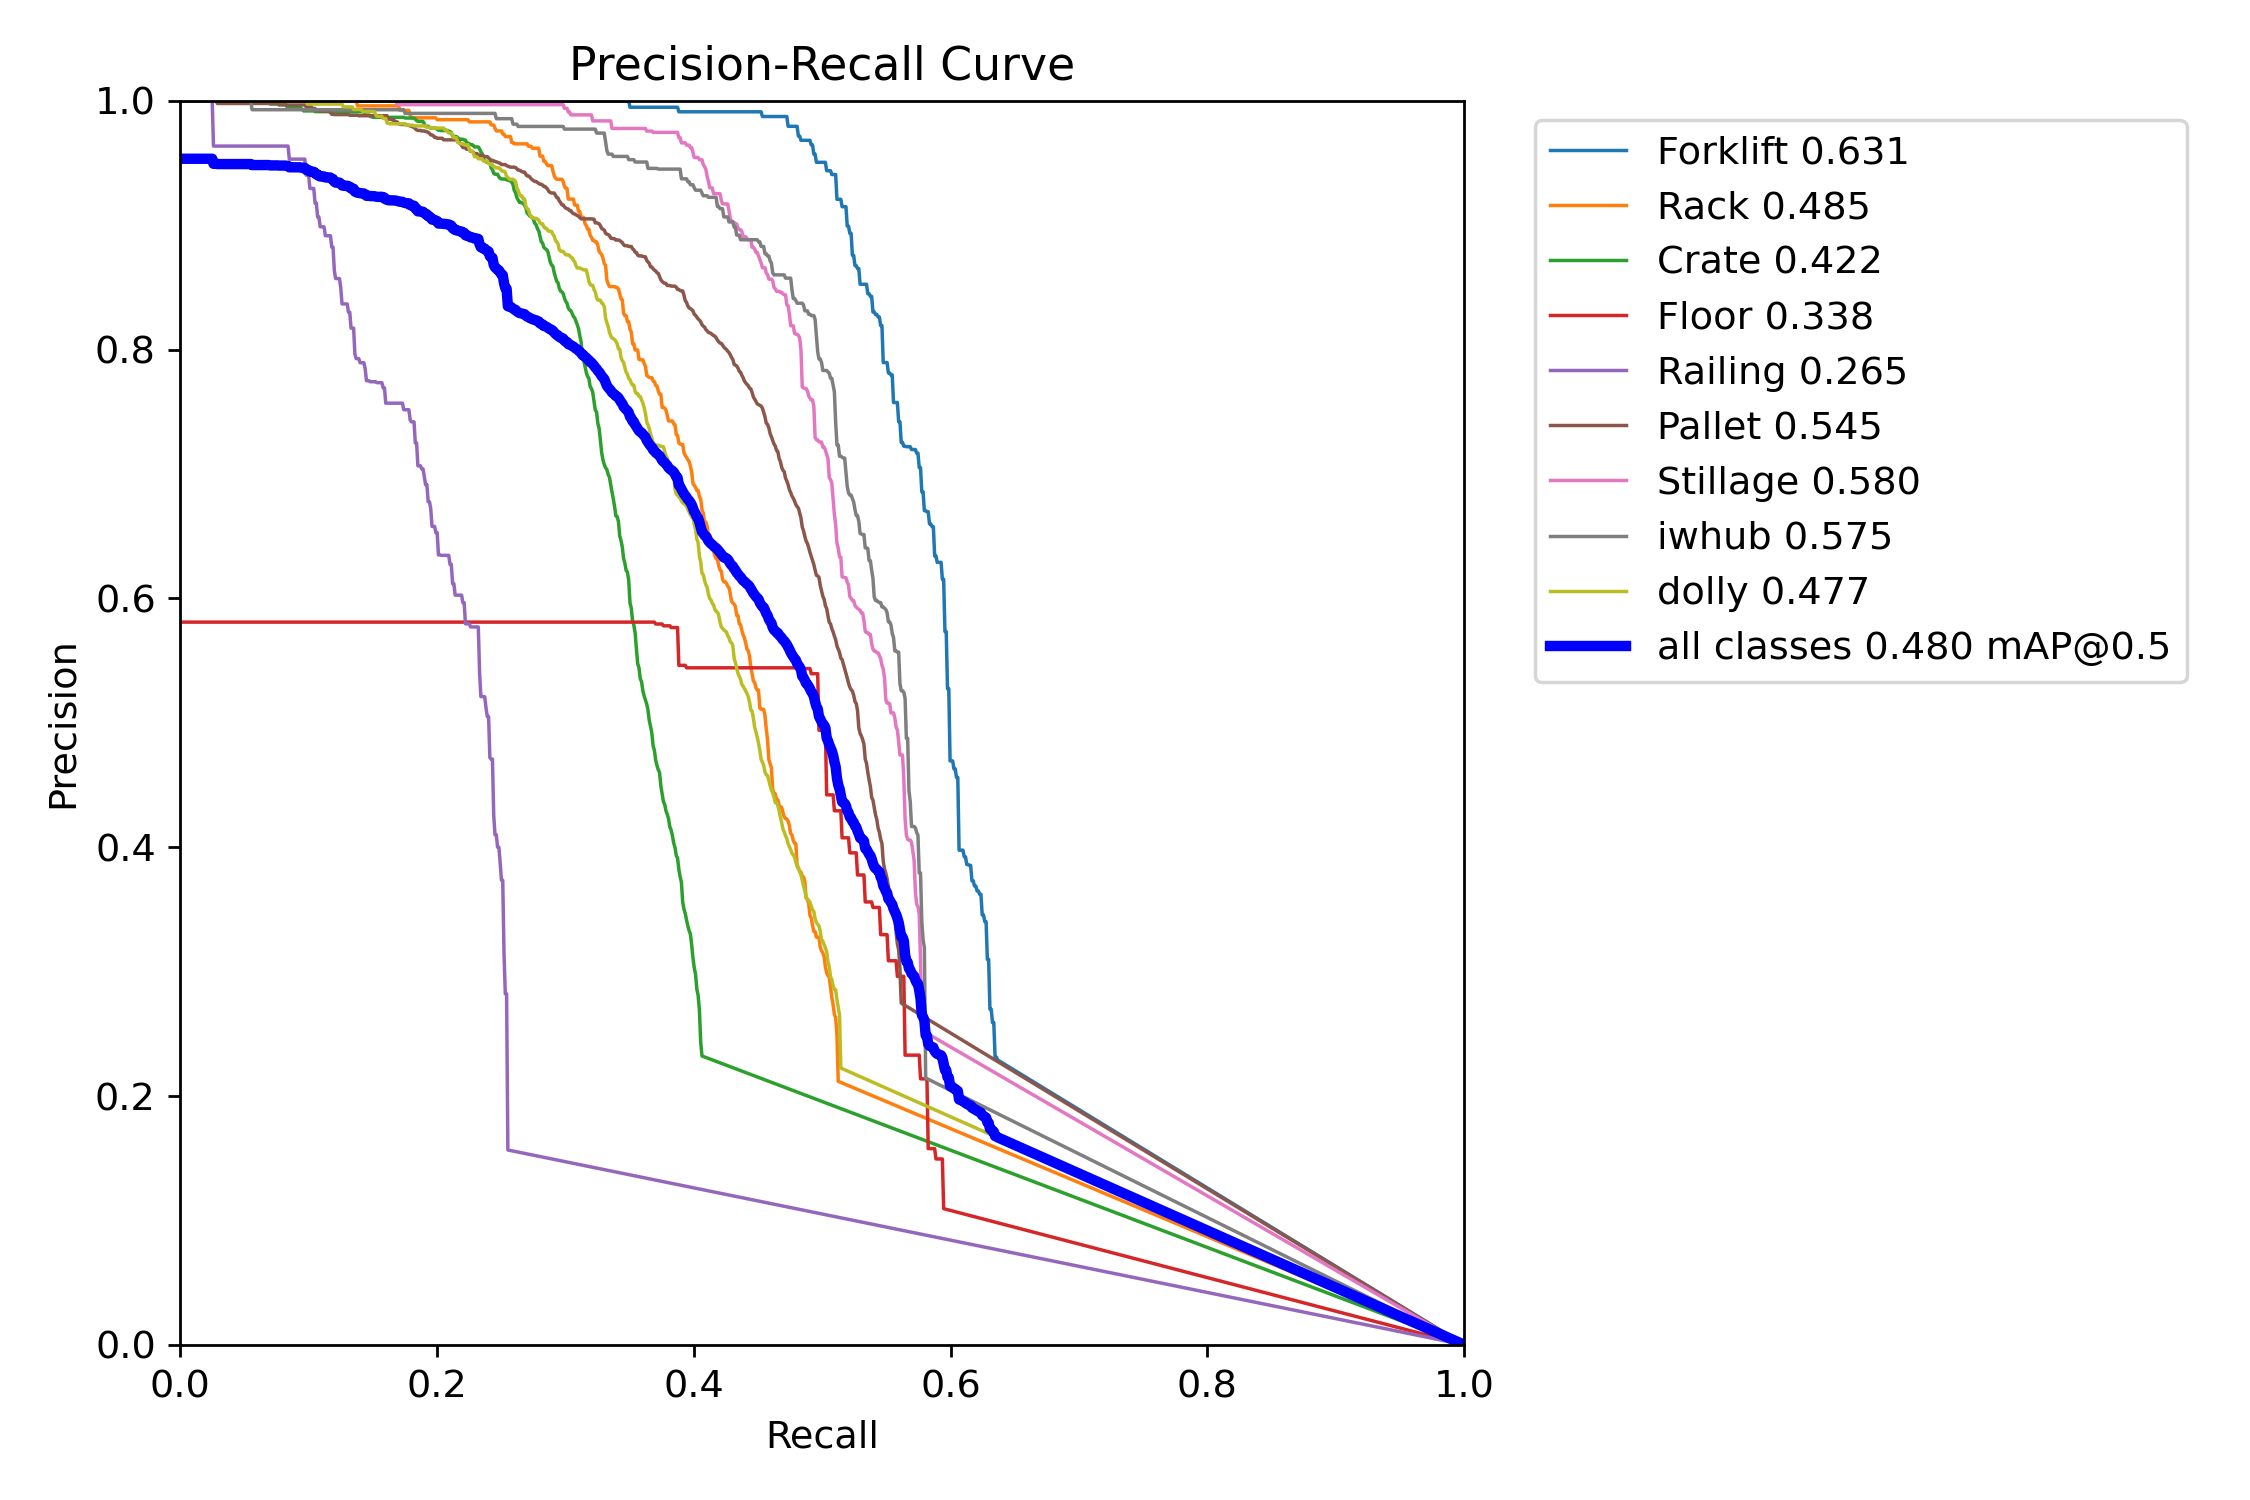 Precision-Recall Curve
1.0
0.8
0.6
0.4
0.2
0.0
Precision
0.0 0.2 0.4 0.6 0.8 1.0
Recall
Forklift 0.631
Rack 0.485
Crate 0.422
Floor 0.338
Railing 0.265
Pallet 0.545
Stillage 0.580
iwhub 0.575
dolly 0.477
all classes 0.480 mAP@0.5